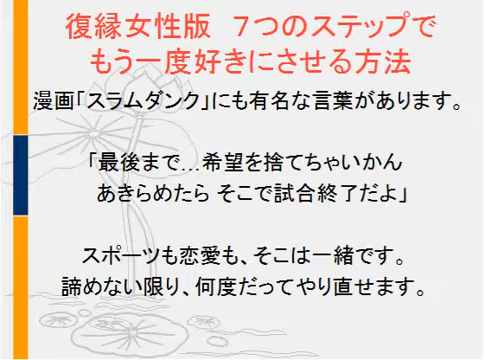 復縁女性版　７つのステップで
もう一度好きにさせる方法
漫画「スラムダンク」にも有名な言葉があります。
「最後まで…希望を捨てちゃいかん
あきらめたら そこで試合終了だよ」
スポーツも恋愛も、そこは一緒です。
諦めない限り、何度だってやり直せます。